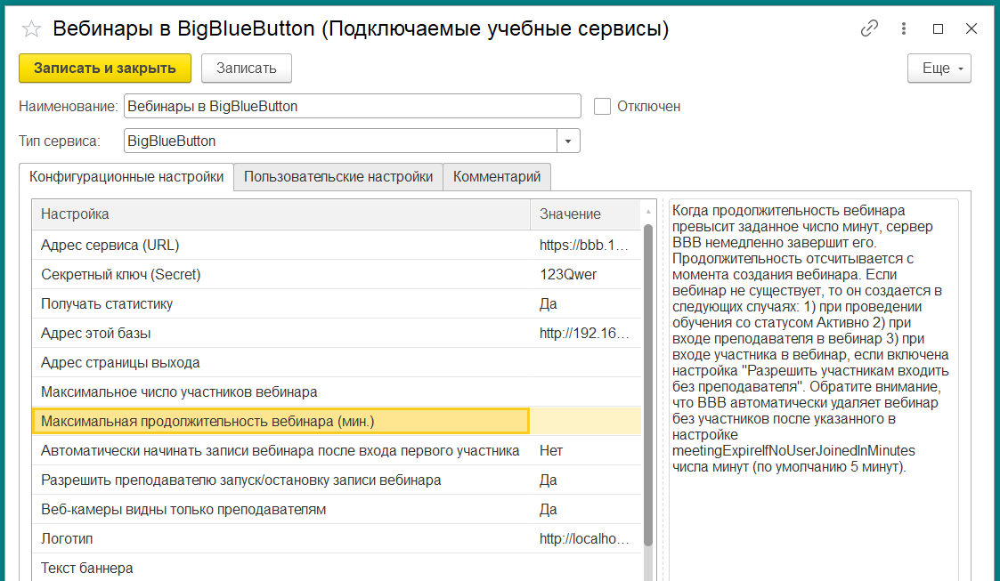 Вебинары в BigBlueButton (Подключаемые учебные сервисы)
Записать и закрыть Записать Еще
Наименование: Вебинары в BigBlueButton Отключен
Тип сервиса: BigBlueButton
Конфигурационные настройки Пользовательские настройки Комментарий
Настройка Значение
Адрес сервиса (URL) https://bbb.1...
Секретный ключ (Secret) 123Qwer
Получать статистику Да
Адрес этой базы http://192.16...
Адрес страницы выхода
Максимальное число участников вебинара
Максимальная продолжительность вебинара (мин.)
Автоматически начинать записи вебинара после входа первого участника Нет
Разрешить преподавателю запуск/остановку записи вебинара Да
Веб-камеры видны только преподавателям Да
Логотип http://localho...
Текст баннера
Когда продолжительность вебинара
превысит заданное число минут, сервер
BBB немедленно завершит его.
Продолжительность отсчитывается с
момента создания вебинара. Если
вебинар не существует, то он создается в
следующих случаях: 1) при проведении
обучения со статусом Активно 2) при
входе преподавателя в вебинар 3) при
входе участника в вебинар, если включена
настройка "Разрешить участникам входить
без преподавателя". Обратите внимание,
что BBB автоматически удаляет вебинар
без участников после указанного в
настройке
meetingExpireIfNoUserJoinedInMinutes
числа минут (по умолчанию 5 минут).